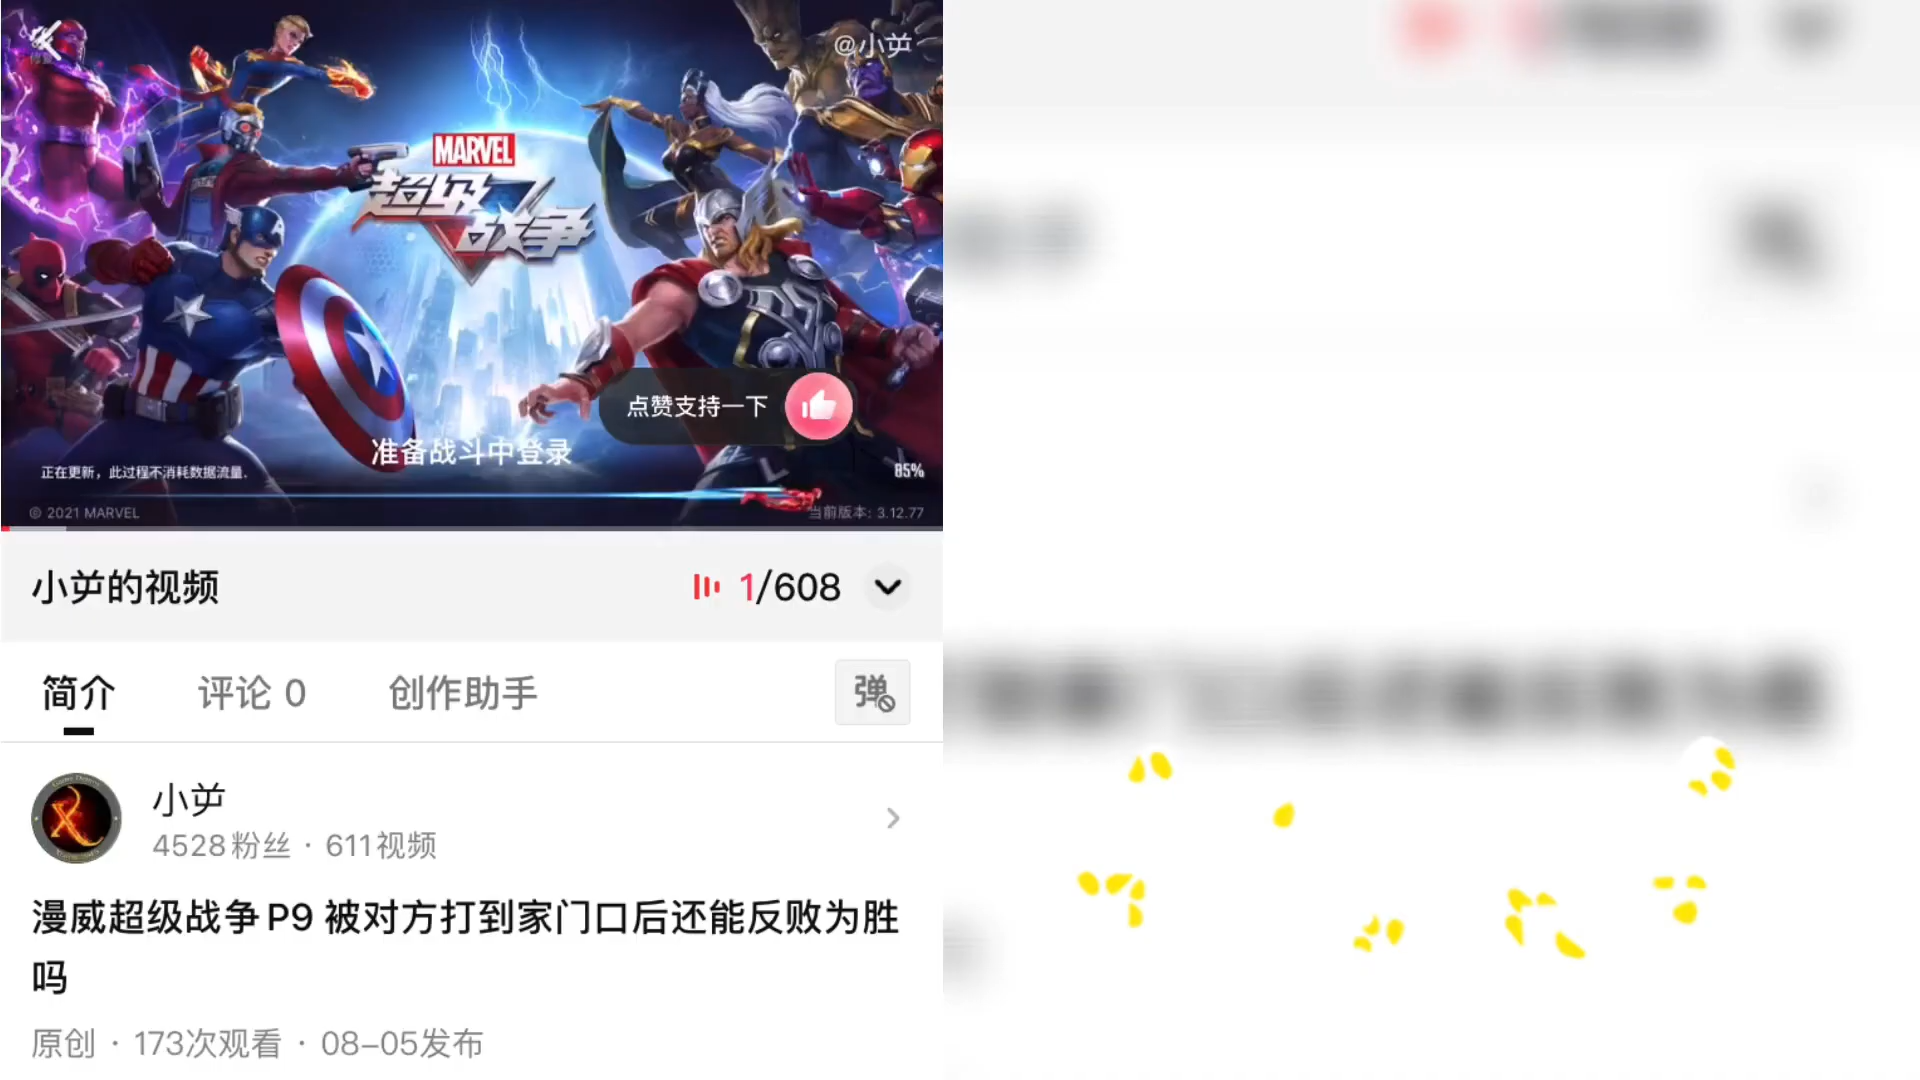 @小屰
MARVEL
超级
战争
点赞支持一下
准备战斗中登录
正在更新，此过程不消耗数据流量.
85%
© 2021 MARVEL
当前版本: 3.12.77
小屰的视频
1/608
简介
评论 0
创作助手
弹
小屰
4528粉丝 · 611视频
漫威超级战争P9 被对方打到家门口后还能反败为胜
吗
原创 · 173次观看 · 08-05发布